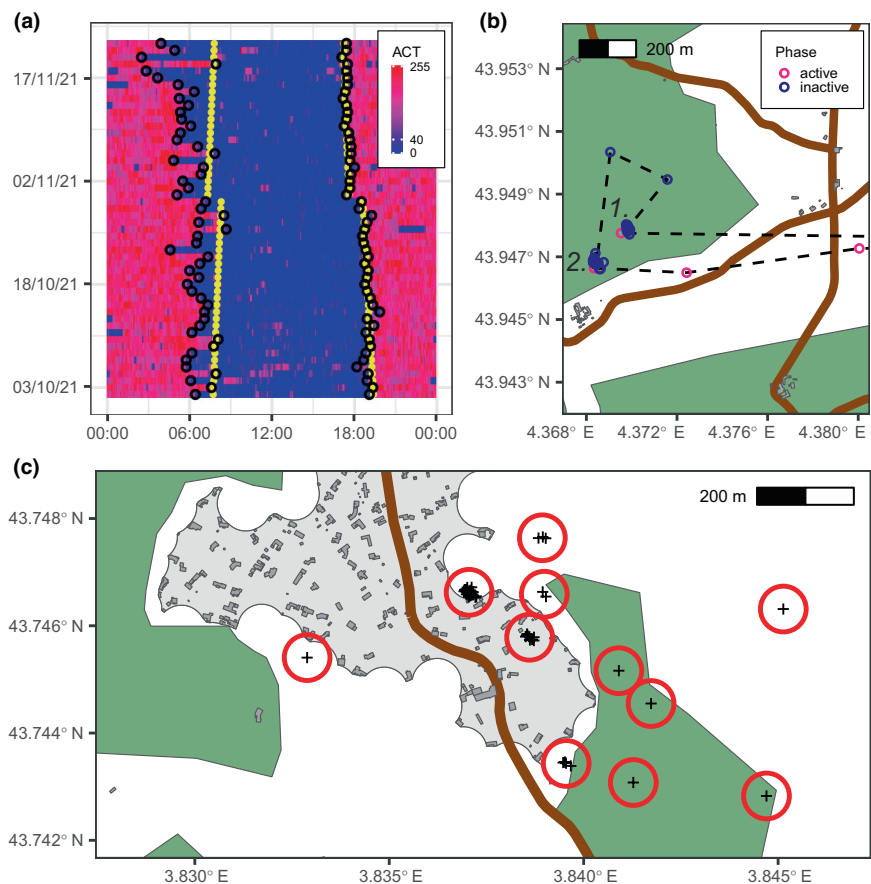 (a)
ACT
255
40
0
17/11/21
02/11/21
18/10/21
03/10/21
00:00 06:00 12:00 18:00 00:00
(b)
200 m
Phase
active
inactive
43.953° N
43.951° N
43.949° N
43.947° N
43.945° N
43.943° N
1.
2.
4.368° E 4.372° E 4.376° E 4.380° E
(c)
200 m
43.748° N
43.746° N
43.744° N
43.742° N
3.830° E 3.835° E 3.840° E 3.845° E